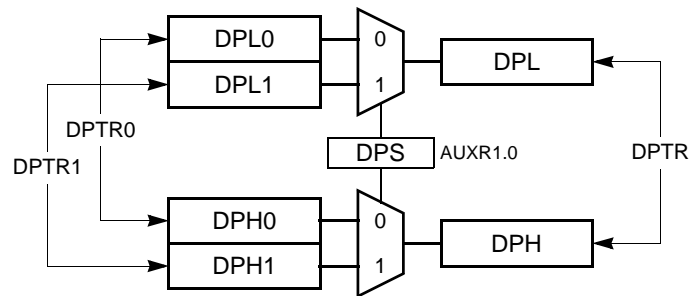 DPL0
0
DPL
DPL1
1
DPTR0
DPS
AUXR1.0
DPTR
DPTR1
DPH0
0
DPH
DPH1
1